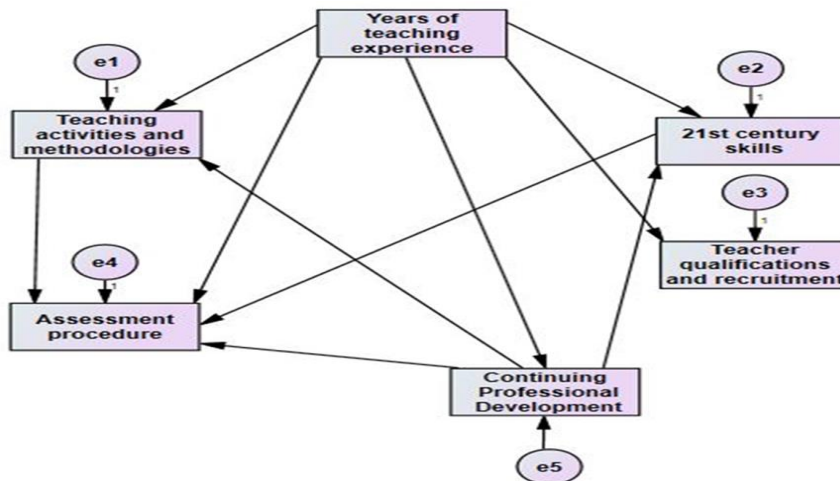 Years of
teaching
experience
e1
1
Teaching
activities and
methodologies
e2
1
21st century
skills
e3
1
Teacher
qualifications
and recruitment
e4
1
Assessment
procedure
Continuing
Professional
Development
e5